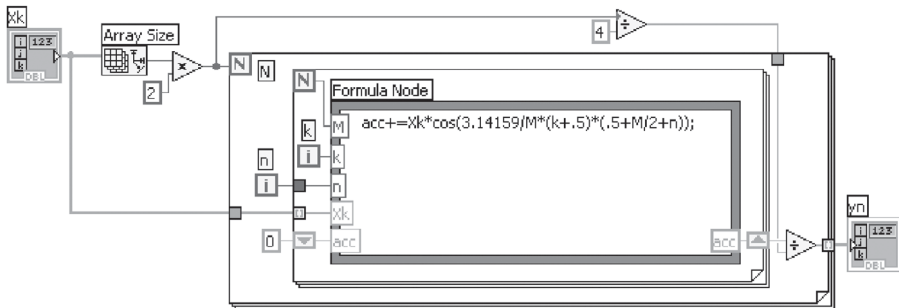 Xk
i 123
j
k
DBL
Array Size
2
×
4
÷
N N
N
Formula Node
acc+=Xk*cos(3.14159/M*(k+.5)*(.5+M/2+n));
M
k
i k
n
i n
Xk
0 acc
acc ÷
yn
i 123
j
k
DBL